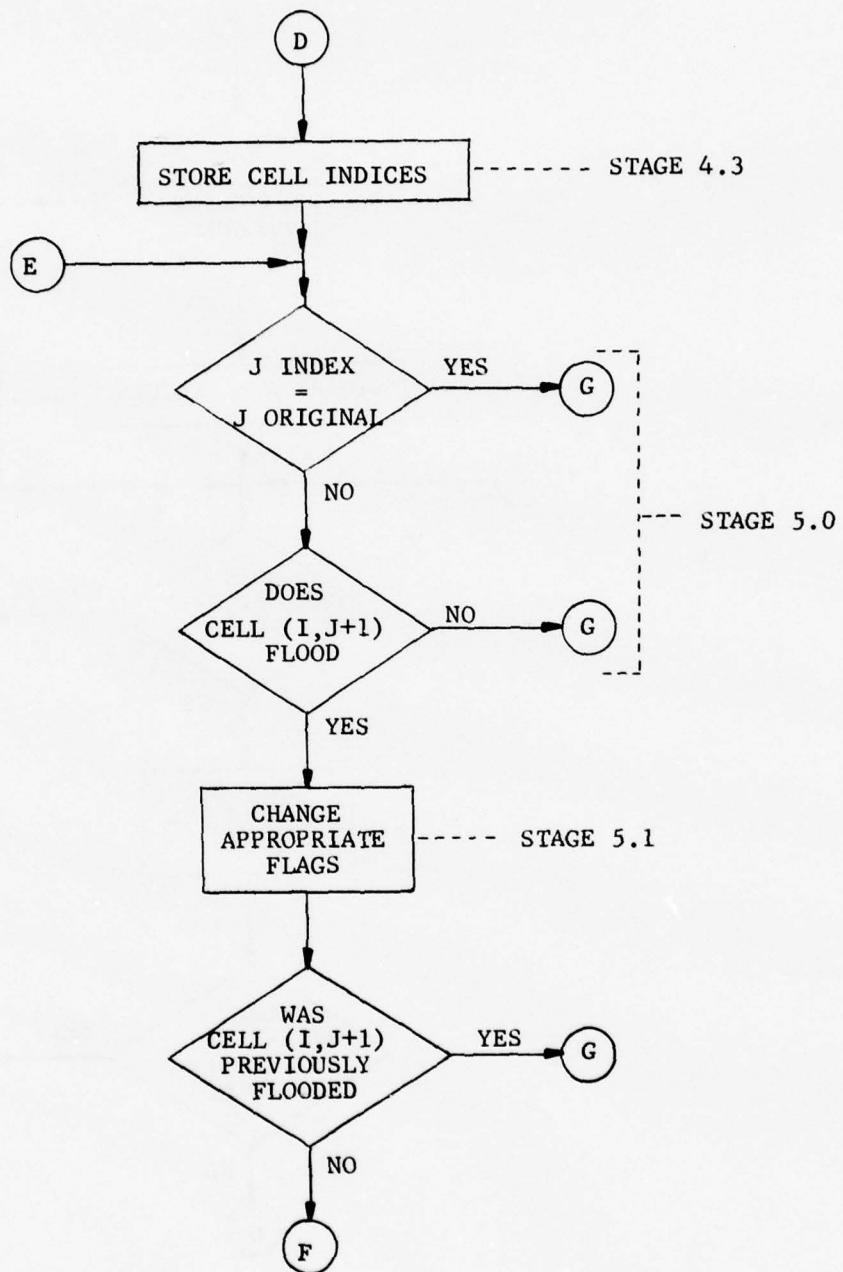 D
STORE CELL INDICES
STAGE 4.3
E
J INDEX
=
J ORIGINAL
YES
G
NO
STAGE 5.0
DOES
CELL (I,J+1)
FLOOD
NO
G
YES
CHANGE
APPROPRIATE
FLAGS
STAGE 5.1
WAS
CELL (I,J+1)
PREVIOUSLY
FLOODED
YES
G
NO
F